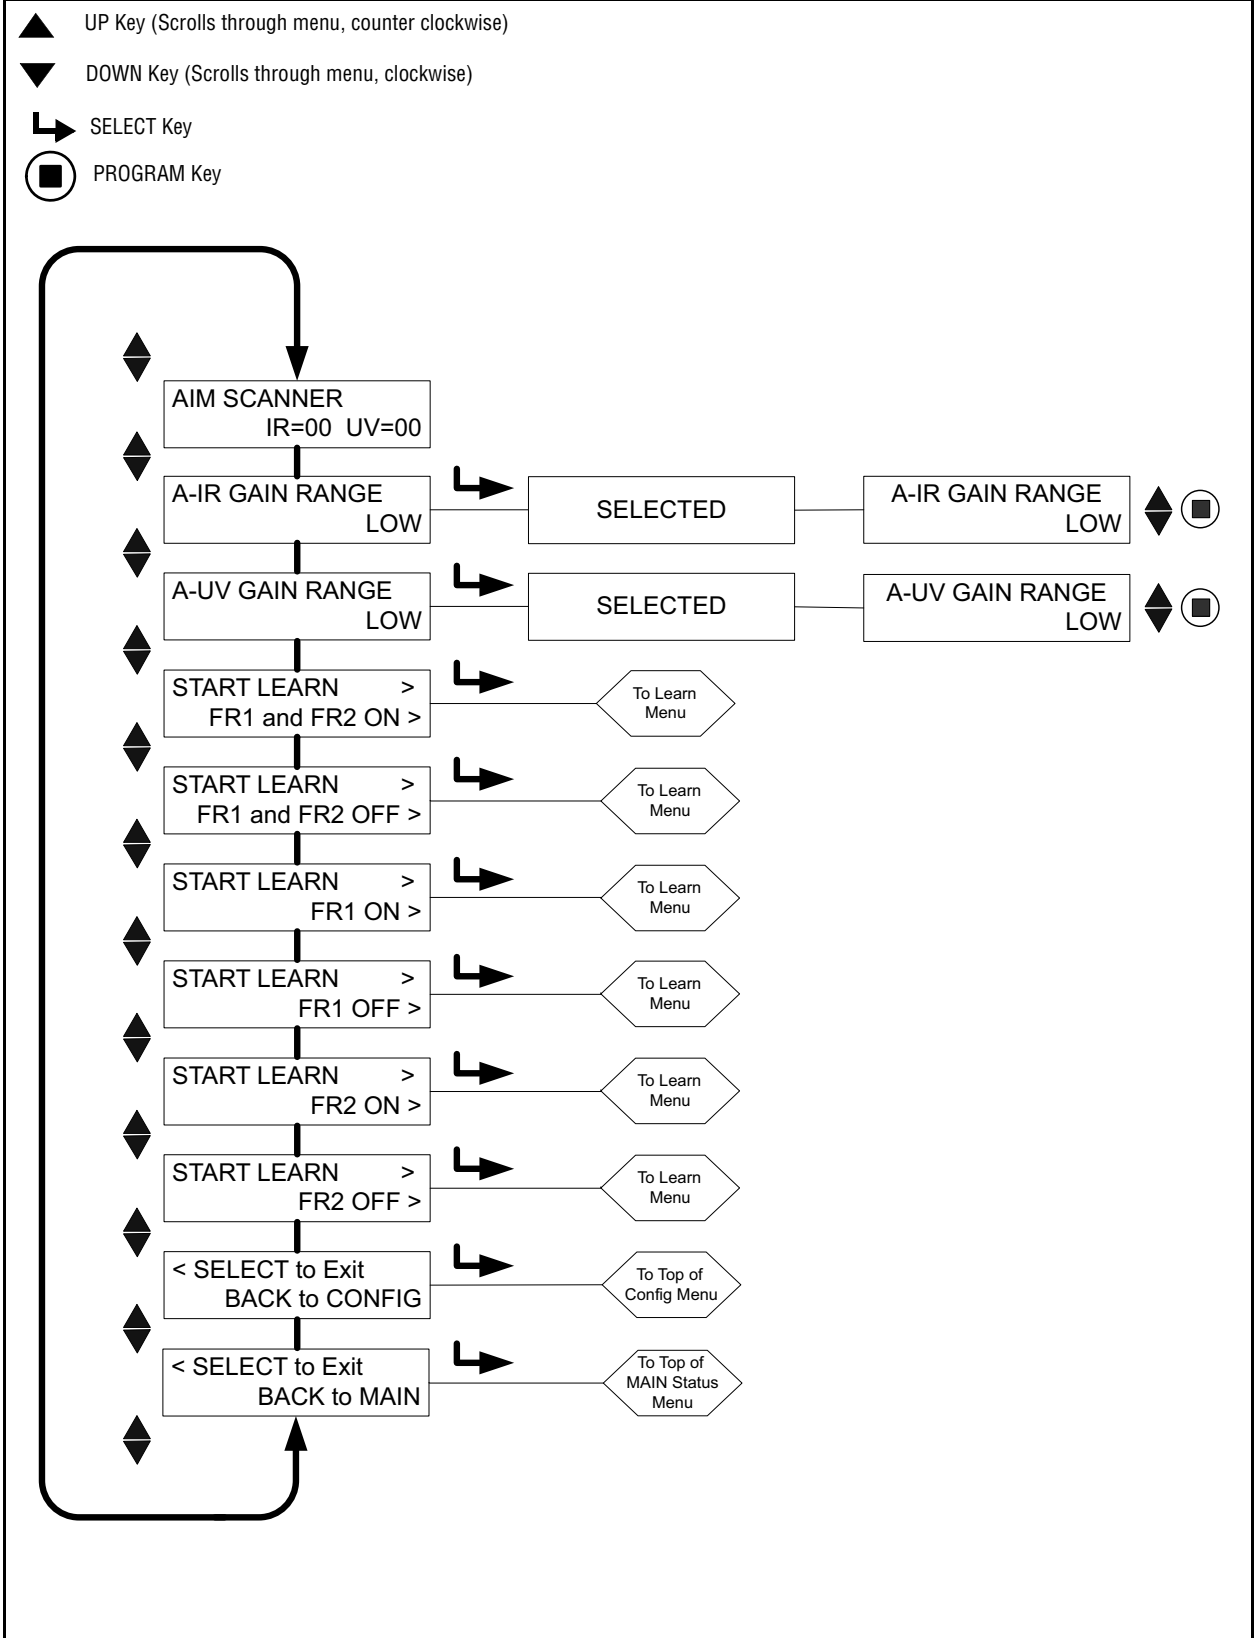 UP Key (Scrolls through menu, counter clockwise)
DOWN Key (Scrolls through menu, clockwise)
SELECT Key
PROGRAM Key
AIM SCANNER
IR=00 UV=00
A-IR GAIN RANGE
LOW
SELECTED
A-IR GAIN RANGE
LOW
A-UV GAIN RANGE
LOW
SELECTED
A-UV GAIN RANGE
LOW
START LEARN >
FR1 and FR2 ON >
To Learn
Menu
START LEARN >
FR1 and FR2 OFF >
To Learn
Menu
START LEARN >
FR1 ON >
To Learn
Menu
START LEARN >
FR1 OFF >
To Learn
Menu
START LEARN >
FR2 ON >
To Learn
Menu
START LEARN >
FR2 OFF >
To Learn
Menu
< SELECT to Exit
BACK to CONFIG
To Top of
Config Menu
< SELECT to Exit
BACK to MAIN
To Top of
MAIN Status
Menu